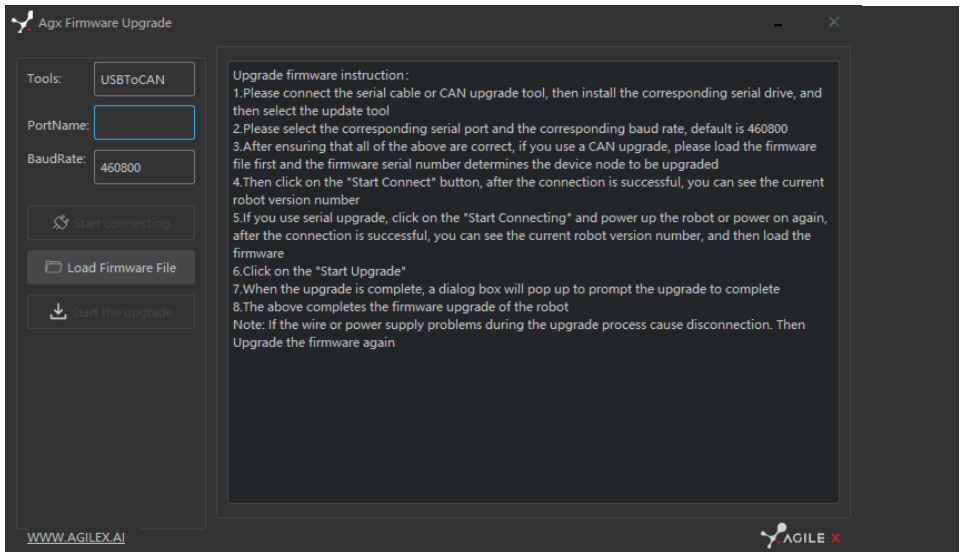 Agx Firmware Upgrade
Tools: USBToCAN
PortName:
BaudRate: 460800
Start connecting
Load Firmware File
Start the upgrade
WWW.AGILEX.AI
Upgrade firmware instruction:
1.Please connect the serial cable or CAN upgrade tool, then install the corresponding serial drive, and
then select the update tool
2.Please select the corresponding serial port and the corresponding baud rate, default is 460800
3.After ensuring that all of the above are correct, if you use a CAN upgrade, please load the firmware
file first and the firmware serial number determines the device node to be upgraded
4.Then click on the "Start Connect" button, after the connection is successful, you can see the current
robot version number
5.If you use serial upgrade, click on the "Start Connecting" and power up the robot or power on again,
after the connection is successful, you can see the current robot version number, and then load the
firmware
6.Click on the "Start Upgrade"
7.When the upgrade is complete, a dialog box will pop up to prompt the upgrade to complete
8.The above completes the firmware upgrade of the robot
Note: If the wire or power supply problems during the upgrade process cause disconnection. Then
Upgrade the firmware again
AGILE X